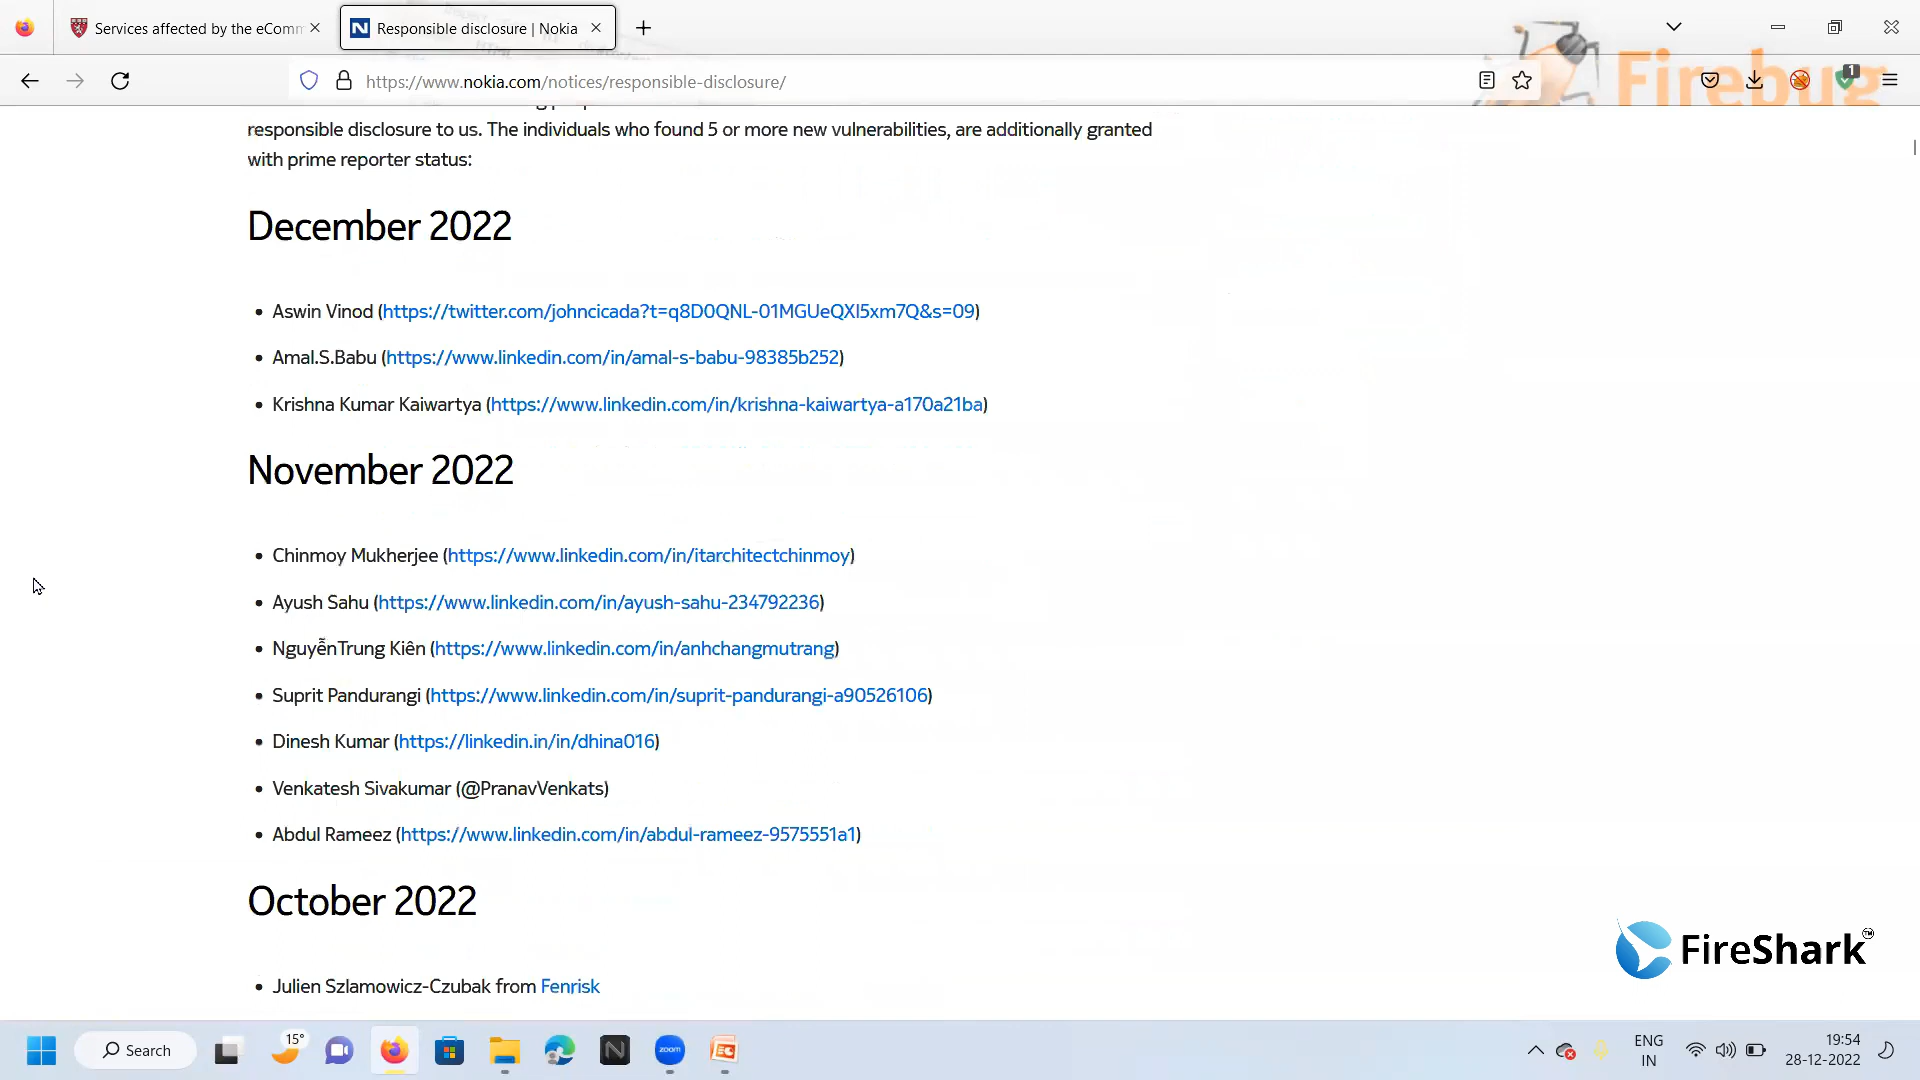 Services affected by the eComm
Responsible disclosure | Nokia
https://www.nokia.com/notices/responsible-disclosure/
Firebug
1
responsible disclosure to us. The individuals who found 5 or more new vulnerabilities, are additionally granted
with prime reporter status:
December 2022
• Aswin Vinod (https://twitter.com/johncicada?t=q8D0QNL-01MGUeQXl5xm7Q&s=09)
• Amal.S.Babu (https://www.linkedin.com/in/amal-s-babu-98385b252)
• Krishna Kumar Kaiwartya (https://www.linkedin.com/in/krishna-kaiwartya-a170a21ba)
November 2022
• Chinmoy Mukherjee (https://www.linkedin.com/in/itarchitectchinmoy)
• Ayush Sahu (https://www.linkedin.com/in/ayush-sahu-234792236)
• NguyễnTrung Kiên (https://www.linkedin.com/in/anhchangmutrang)
• Suprit Pandurangi (https://www.linkedin.com/in/suprit-pandurangi-a90526106)
• Dinesh Kumar (https://linkedin.in/in/dhina016)
• Venkatesh Sivakumar (@PranavVenkats)
• Abdul Rameez (https://www.linkedin.com/in/abdul-rameez-9575551a1)
October 2022
• Julien Szlamowicz-Czubak from Fenrisk
FireShark™
Search
15°
zoom
EC
ENG
IN
19:54
28-12-2022